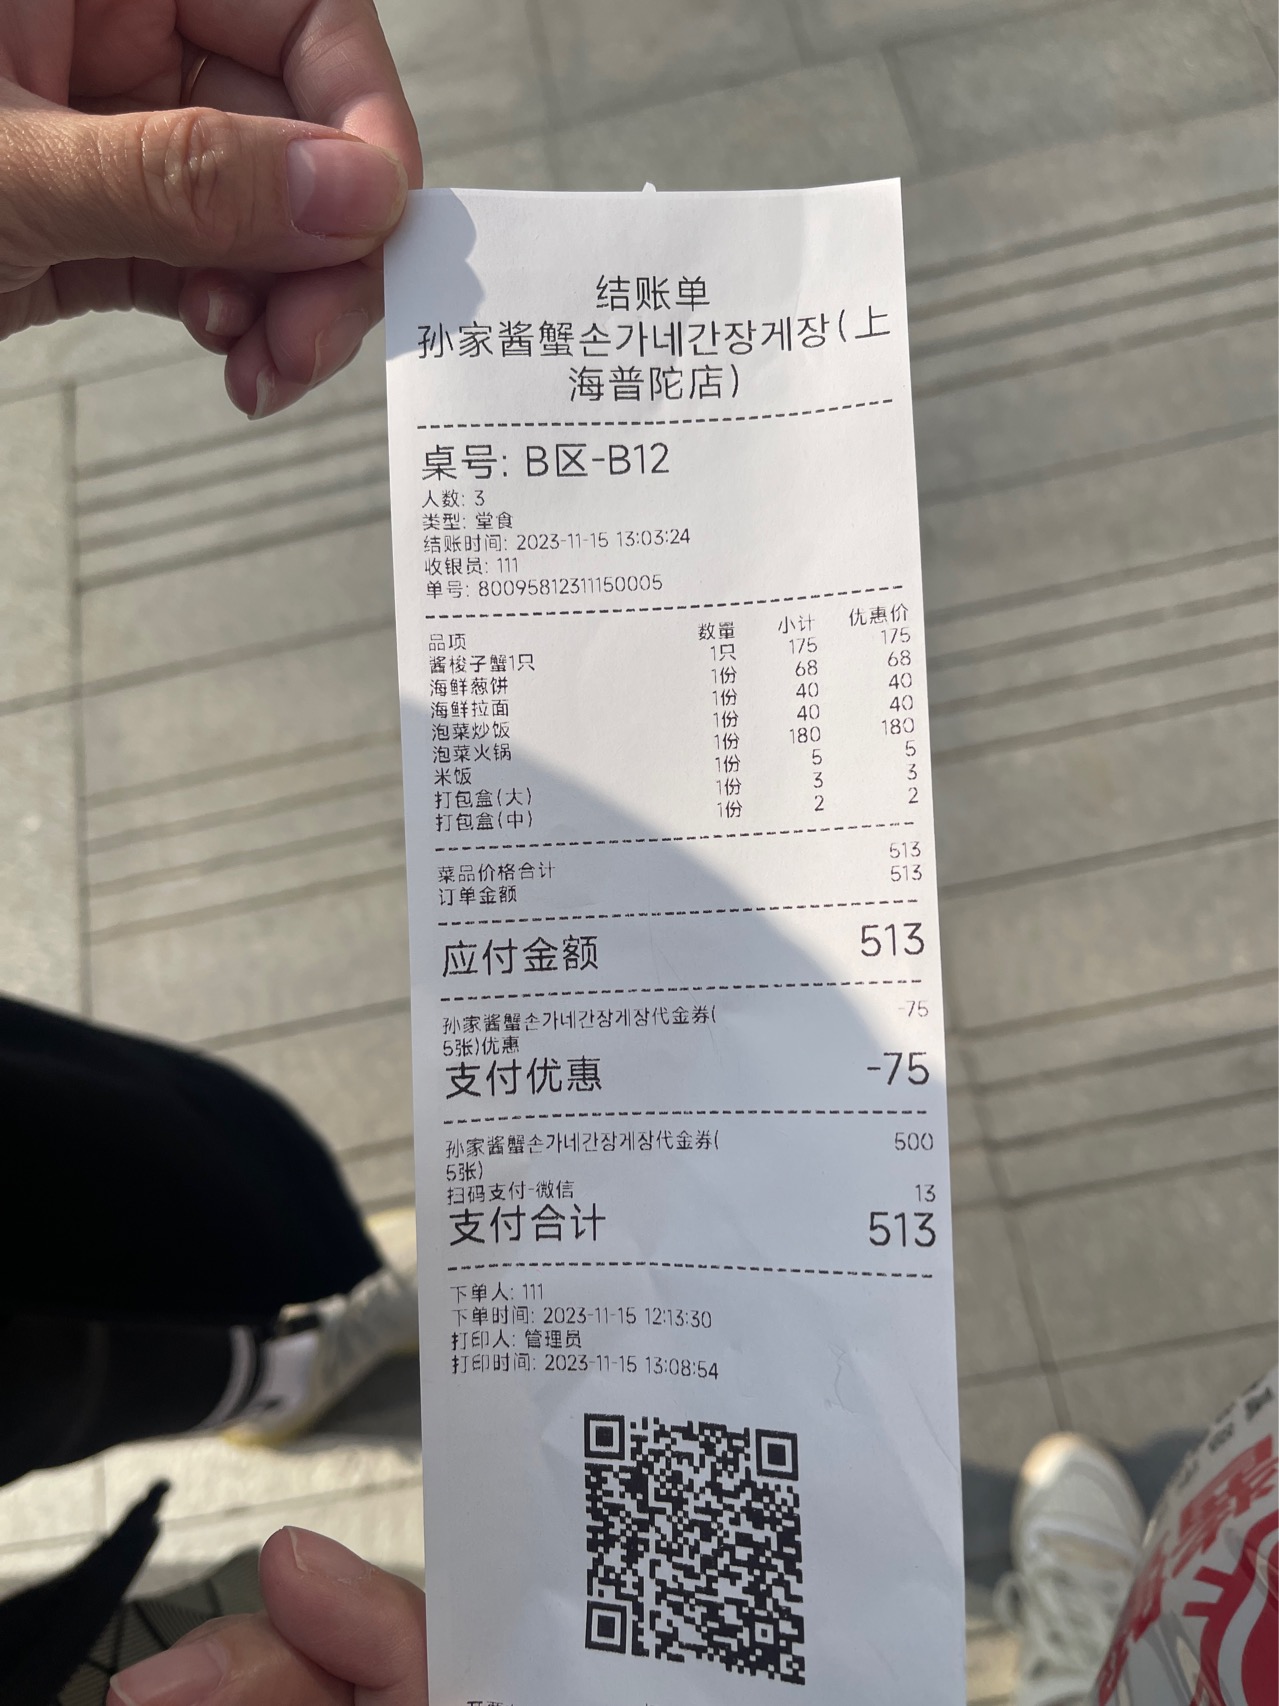 结账单
孙家酱蟹손가네간장게장(上
海普陀店)
桌号: B区-B12
人数: 3
类型: 堂食
结账时间: 2023-11-15 13:03:24
收银员: 111
单号: 80095812311150005
品项 数量 小计 优惠价
酱梭子蟹1只 1只 175 175
海鲜葱饼 1份 68 68
海鲜拉面 1份 40 40
泡菜炒饭 1份 40 40
泡菜火锅 1份 180 180
米饭 1份 5 5
打包盒(大) 1份 3 3
打包盒(中) 1份 2 2
菜品价格合计 513
订单金额 513
应付金额 513
孙家酱蟹손가네간장게장代金券( -75
5张)优惠
支付优惠 -75
孙家酱蟹손가네간장게장代金券( 500
5张)
扫码支付-微信 13
支付合计 513
下单人: 111
下单时间: 2023-11-15 12:13:30
打印人: 管理员
打印时间: 2023-11-15 13:08:54